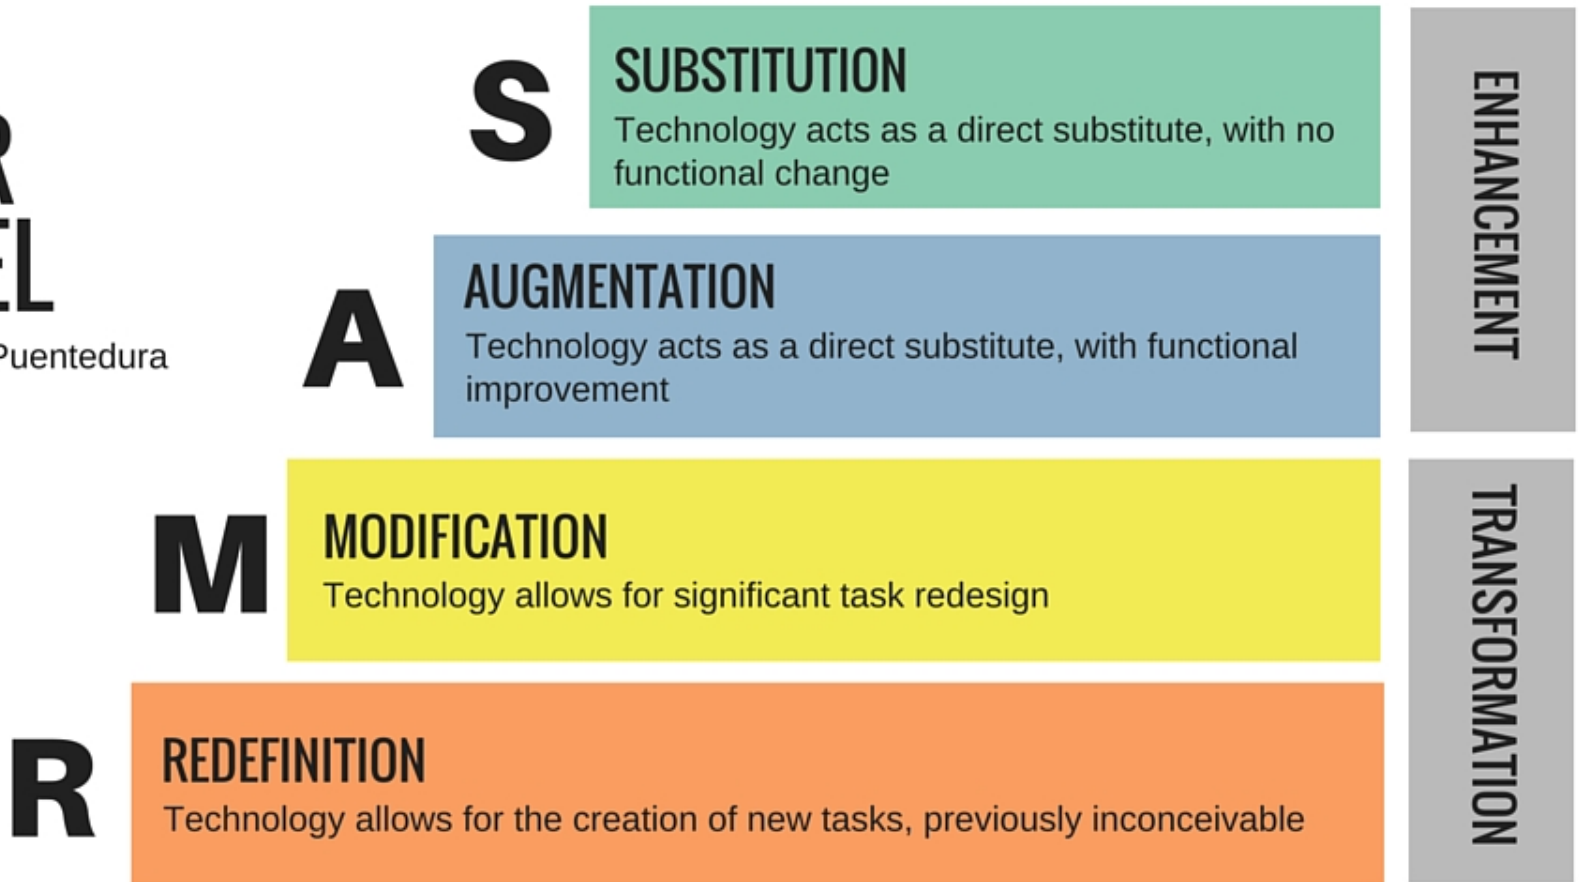 S
SUBSTITUTION
Technology acts as a direct substitute, with no
functional change
A
AUGMENTATION
Technology acts as a direct substitute, with functional
improvement
M
MODIFICATION
Technology allows for significant task redesign
R
REDEFINITION
Technology allows for the creation of new tasks, previously inconceivable
ENHANCEMENT
TRANSFORMATION
R
EL
Puentedura